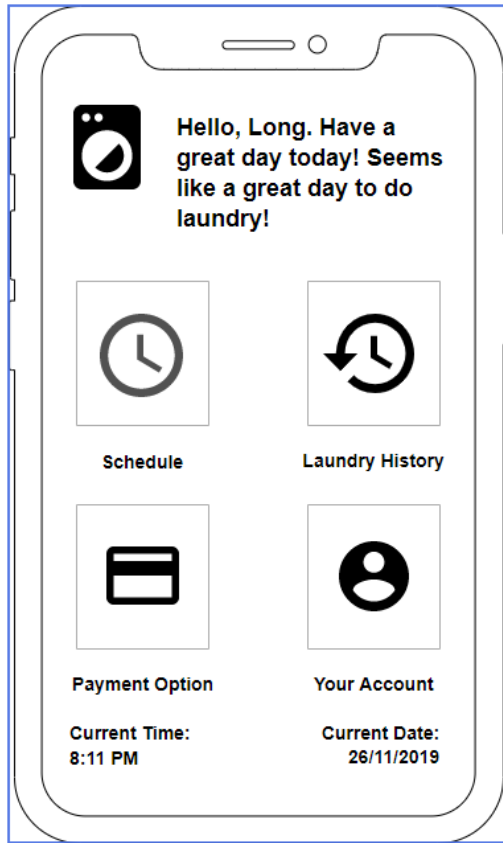 Hello, Long. Have a
great day today! Seems
like a great day to do
laundry!
Schedule
Laundry History
Payment Option
Your Account
Current Time:
8:11 PM
Current Date:
26/11/2019